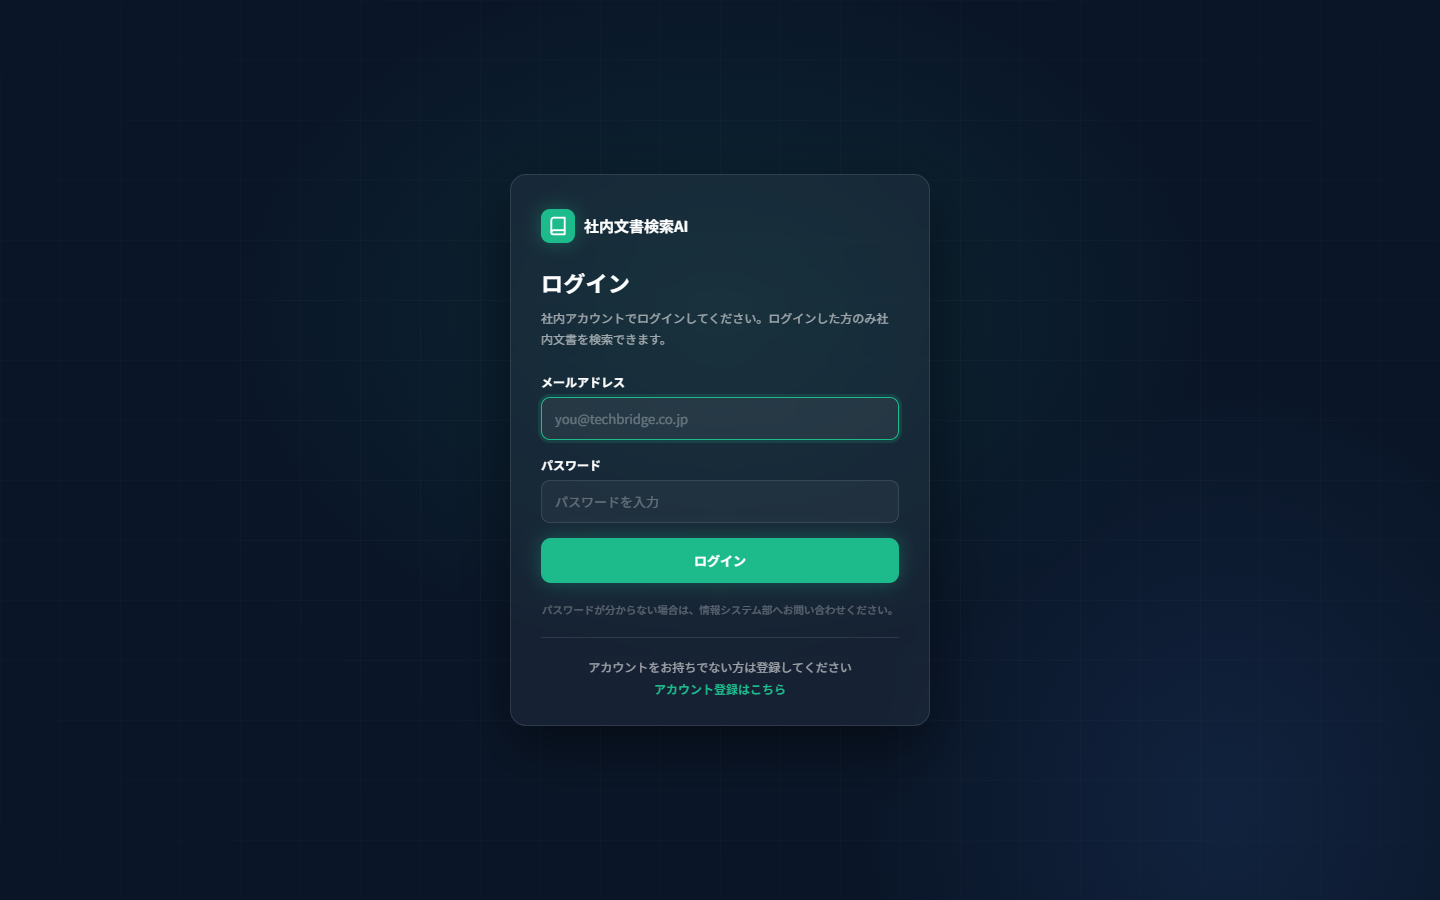 社内文書検索AI
ログイン
社内アカウントでログインしてください。ログインした方のみ社
内文書を検索できます。
メールアドレス
you@techbridge.co.jp
パスワード
パスワードを入力
ログイン
パスワードが分からない場合は、情報システム部へお問い合わせください。
アカウントをお持ちでない方は登録してください
アカウント登録はこちら